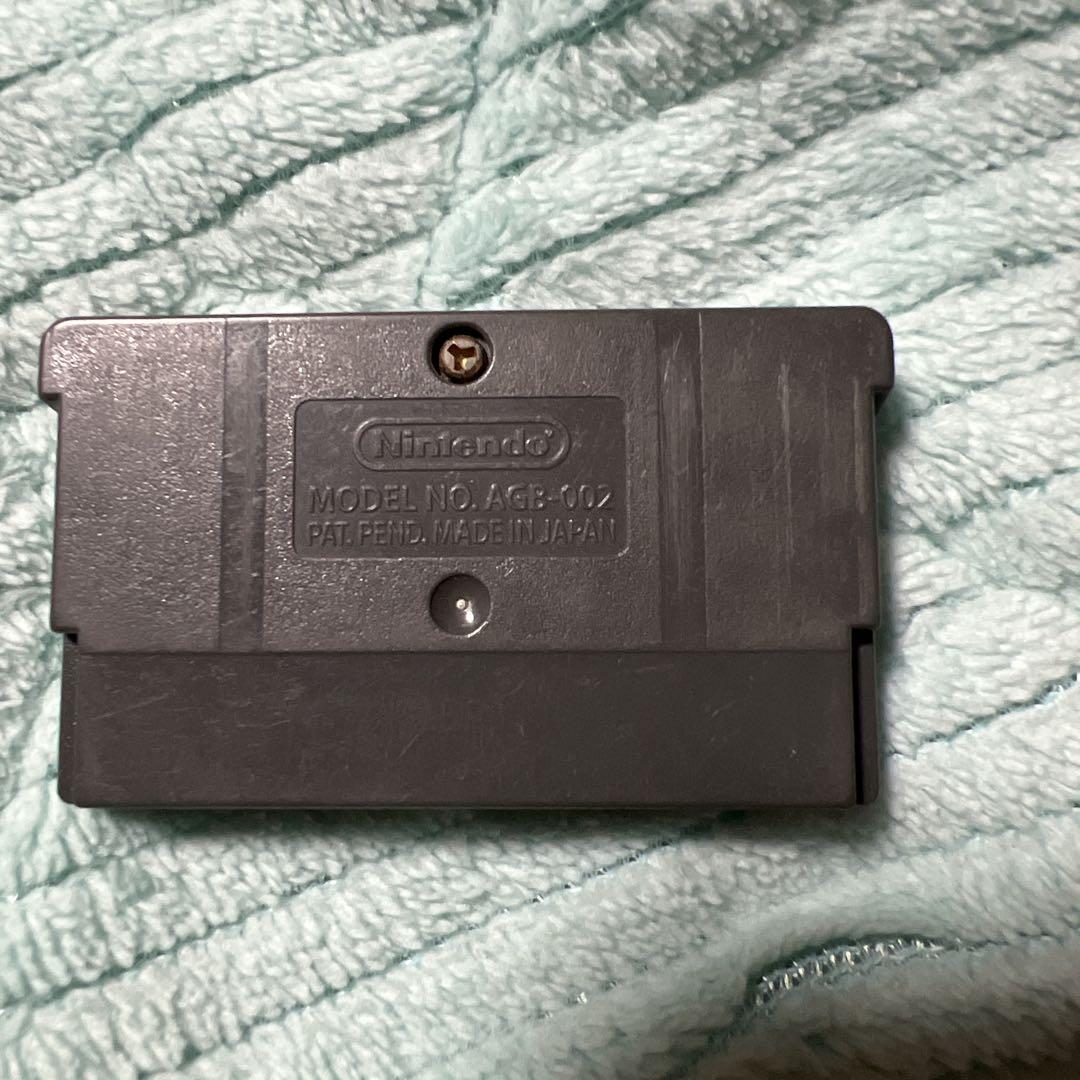 Nintendo
MODEL NO. AGB-002
PAT. PEND. MADE IN JAPAN